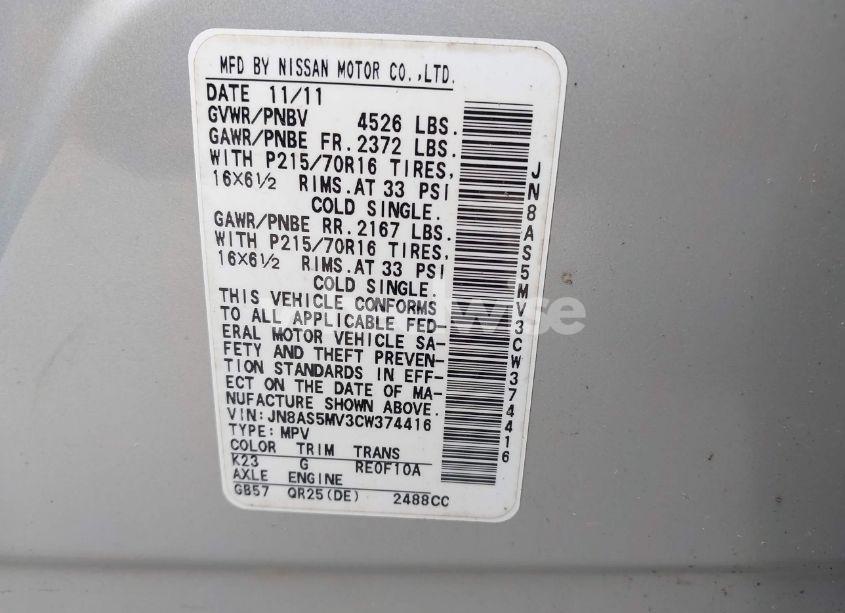 MFD BY NISSAN MOTOR CO.,LTD.
DATE 11/11
GVWR/PNBV 4526 LBS.
GAWR/PNBE FR. 2372 LBS.
WITH P215/70R16 TIRES,
16X6½ RIMS.AT 33 PSI
COLD SINGLE.
GAWR/PNBE RR. 2167 LBS.
WITH P215/70R16 TIRES,
16X6½ RIMS.AT 33 PSI
COLD SINGLE.
THIS VEHICLE CONFORMS
TO ALL APPLICABLE FED-
ERAL MOTOR VEHICLE SA-
FETY AND THEFT PREVEN-
TION STANDARDS IN EFF-
ECT ON THE DATE OF MA-
NUFACTURE SHOWN ABOVE.
VIN:JN8AS5MV3CW374416
TYPE:MPV
COLOR TRIM TRANS
K23 G RE0F10A
AXLE ENGINE
GB57 QR25(DE) 2488CC
JN8AS5MV3CW374416